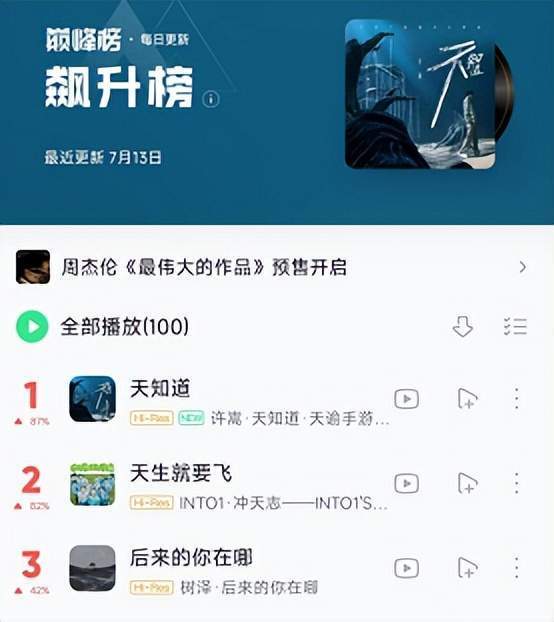 巅峰榜·每日更新
飙升榜
最近更新 7月13日
天知道
周杰伦《最伟大的作品》预售开启
全部播放(100)
1
天知道
87%
Hi-Res NEW 许嵩·天知道·天谕手游...
2
天生就要飞
82%
Hi-Res INTO1·冲天志——INTO1'S...
3
后来的你在哪
42%
Hi-Res 树泽·后来的你在哪